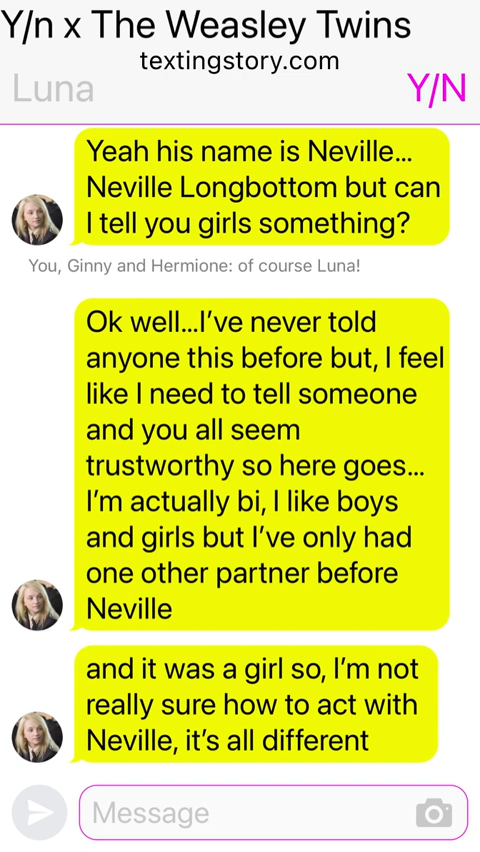 Y/n x The Weasley Twins
textingstory.com
Luna
Y/N
Yeah his name is Neville...
Neville Longbottom but can
I tell you girls something?
You, Ginny and Hermione: of course Luna!
Ok well...I've never told
anyone this before but, I feel
like I need to tell someone
and you all seem
trustworthy so here goes...
I'm actually bi, I like boys
and girls but I've only had
one other partner before
Neville
and it was a girl so, I'm not
really sure how to act with
Neville, it's all different
Message